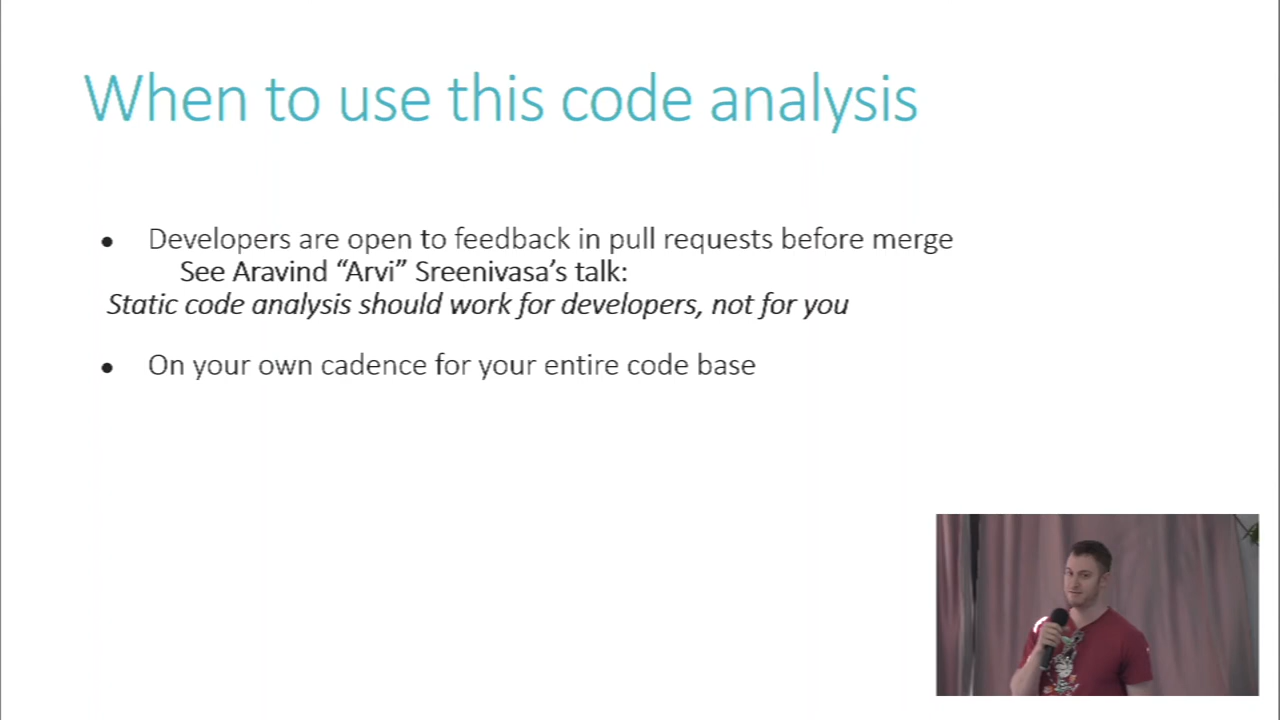 When to use this code analysis
● Developers are open to feedback in pull requests before merge
See Aravind “Arvi” Sreenivasa’s talk:
Static code analysis should work for developers, not for you
● On your own cadence for your entire code base